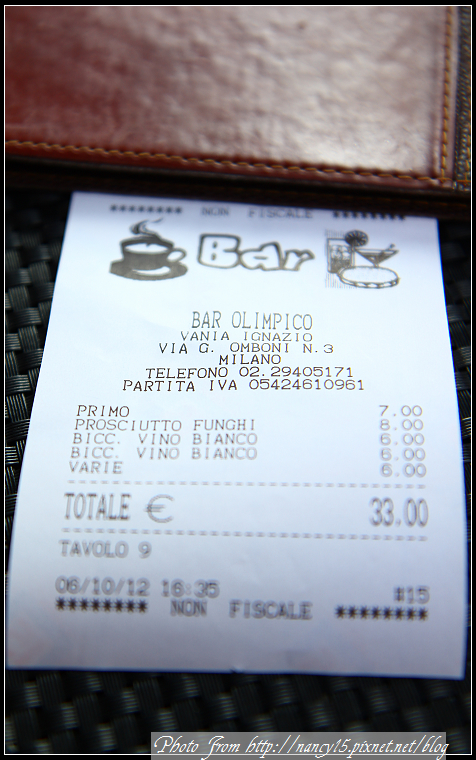 ******** NON FISCALE ********
Bar
BAR OLIMPICO
VANIA IGNAZIO
VIA G. OMBONI N.3
MILANO
TELEFONO 02.29405171
PARTITA IVA 05424610961
PRIMO 7.00
PROSCIUTTO FUNGHI 8.00
BICC. VINO BIANCO 6.00
BICC. VINO BIANCO 6.00
VARIE 6.00
TOTALE € 33.00
TAVOLO 9
06/10/12 16:35 #15
******** NON FISCALE ********
Photo From http://nancy15.pixnet.net/blog